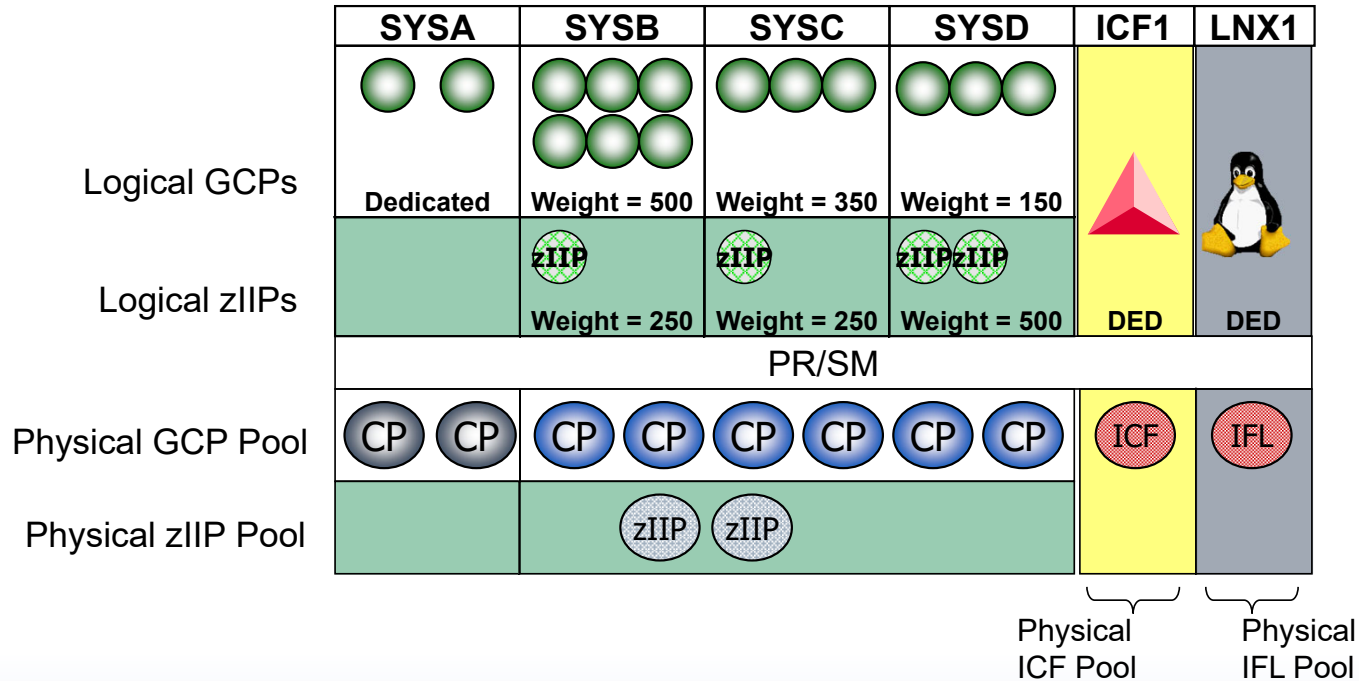 SYSA SYSB SYSC SYSD ICF1 LNX1
Logical GCPs
Dedicated Weight = 500 Weight = 350 Weight = 150
zIIP zIIP zIIP zIIP
Logical zIIPs
Weight = 250 Weight = 250 Weight = 500 DED DED
PR/SM
Physical GCP Pool CP CP CP CP CP CP CP CP ICF IFL
Physical zIIP Pool zIIP zIIP
Physical Physical
ICF Pool IFL Pool